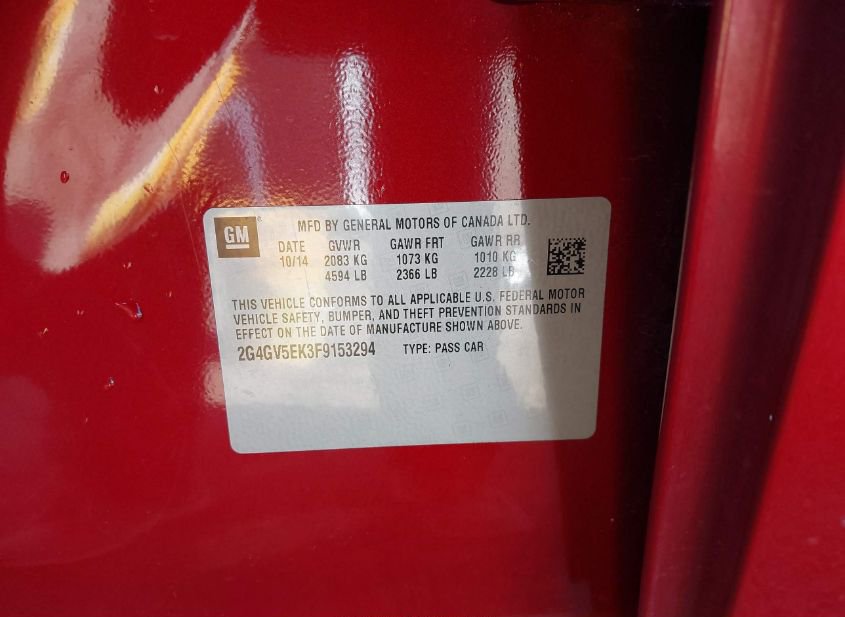 GM®
MFD BY GENERAL MOTORS OF CANADA LTD.
DATE GVWR GAWR FRT GAWR RR
10/14 2083 KG 1073 KG 1010 KG
4594 LB 2366 LB 2228 LB
THIS VEHICLE CONFORMS TO ALL APPLICABLE U.S. FEDERAL MOTOR
VEHICLE SAFETY, BUMPER, AND THEFT PREVENTION STANDARDS IN
EFFECT ON THE DATE OF MANUFACTURE SHOWN ABOVE.
2G4GV5EK3F9153294 TYPE: PASS CAR